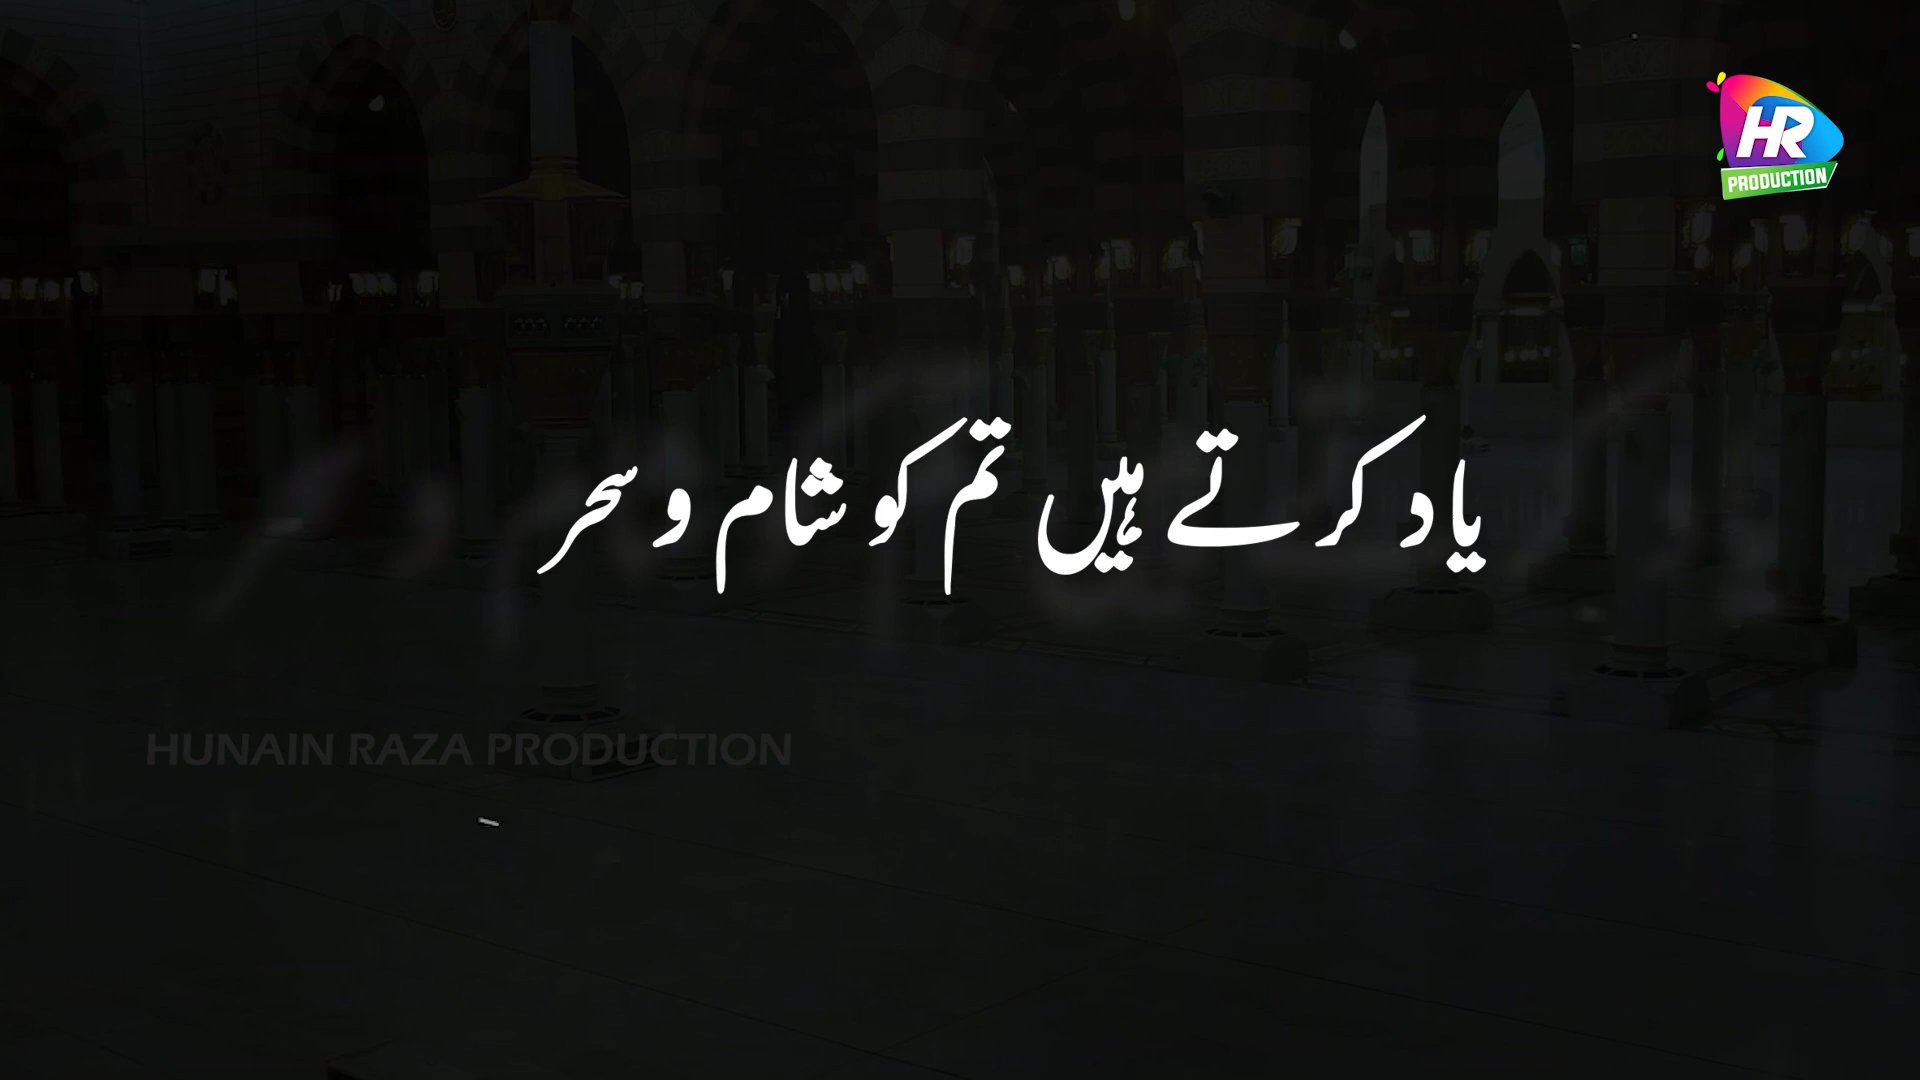 HR
PRODUCTION
یاد کرتے ہیں تم کو شام و سحر
HUNAIN RAZA PRODUCTION